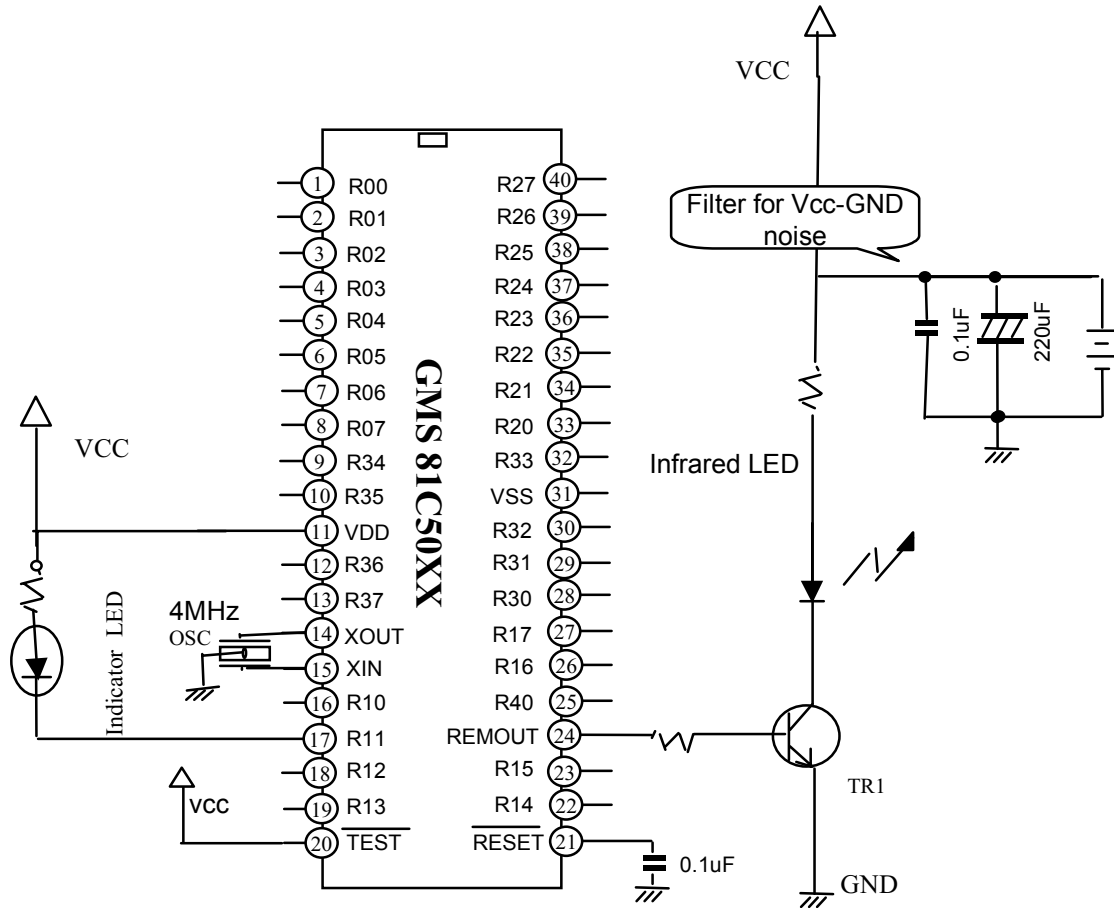 VCC
Filter for Vcc-GND
noise
0.1uF
220uF
Infrared LED
TR1
GND
GMS 81C50XX
1 R00
2 R01
3 R02
4 R03
5 R04
6 R05
7 R06
8 R07
9 R34
10 R35
11 VDD
12 R36
13 R37
14 XOUT
15 XIN
16 R10
17 R11
18 R12
19 R13
20 TEST
R27 40
R26 39
R25 38
R24 37
R23 36
R22 35
R21 34
R20 33
R33 32
VSS 31
R32 30
R31 29
R30 28
R17 27
R16 26
R40 25
REMOUT 24
R15 23
R14 22
RESET 21
0.1uF
VCC
Indicator LED
4MHz
OSC
vcc